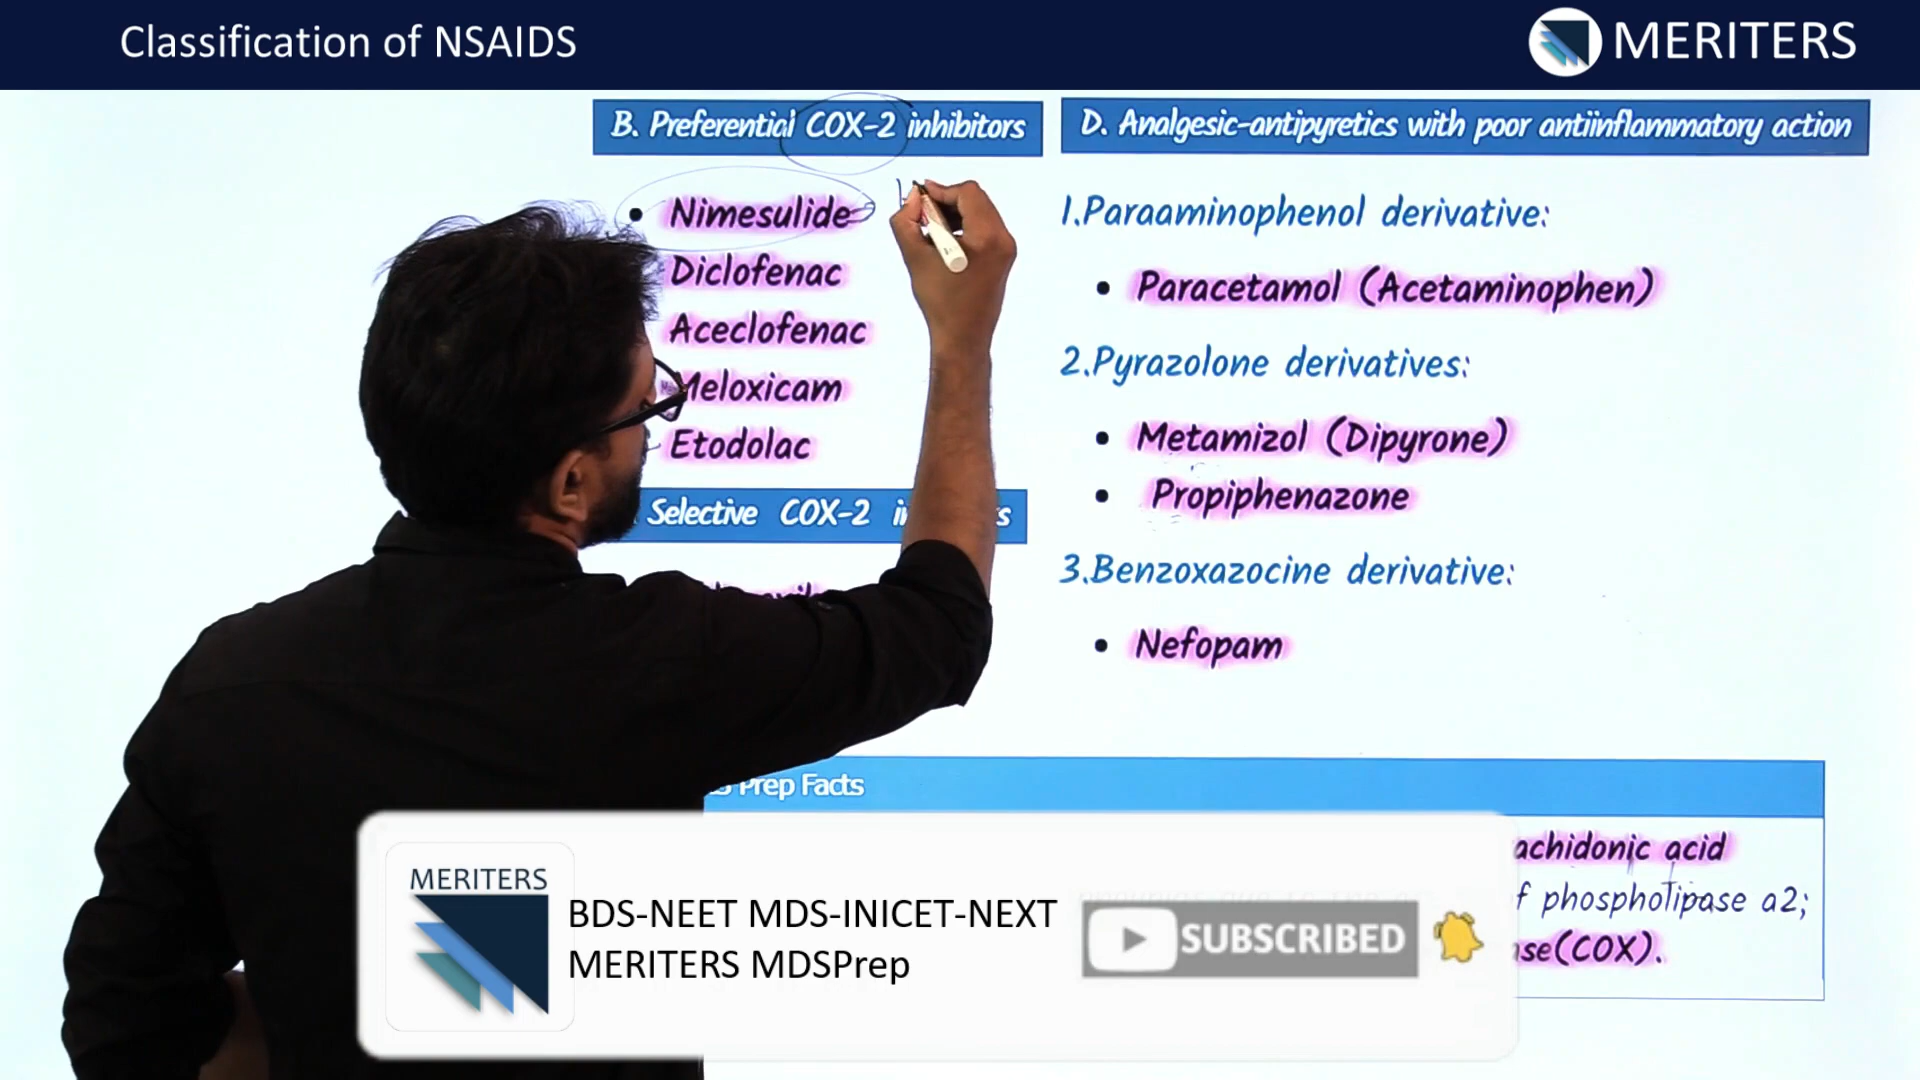 Classification of NSAIDS
MERITERS
B. Preferential COX-2 inhibitors
Nimesulide
Diclofenac
Aceclofenac
Meloxicam
Etodolac
Selective COX-2
D. Analgesic-antipyretics with poor antiinflammatory action
1.Paraaminophenol derivative:
Paracetamol (Acetaminophen)
2.Pyrazolone derivatives:
Metamizol (Dipyrone)
Propiphenazone
3.Benzoxazocine derivative:
Nefopam
Prep Facts
achidonic acid
f phospholipase a2;
ase(COX).
MERITERS
BDS-NEET MDS-INICET-NEXT
MERITERS MDSPrep
SUBSCRIBED